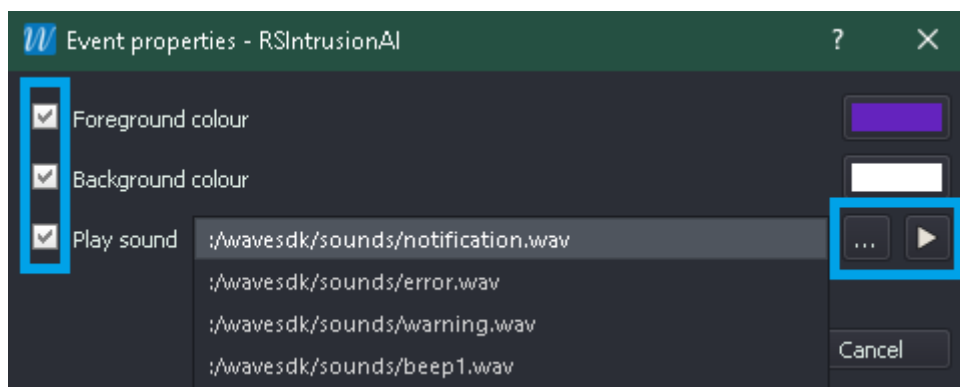 W Event properties - RSIntrusionAI ? ×
Foreground colour
Background colour
Play sound :/wavesdk/sounds/notification.wav ...
:/wavesdk/sounds/error.wav
:/wavesdk/sounds/warning.wav
Cancel
:/wavesdk/sounds/beep1.wav